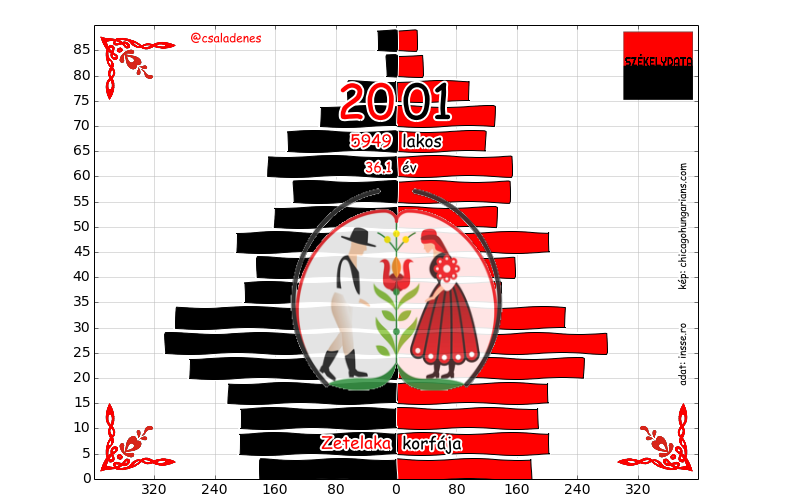 @csaladenes
SZÉKELYDATA
2001
5949 lakos
36.1 év
kép: chicagohungarians.com
adat: insse.ro
Zetelaka korfája
85
80
75
70
65
60
55
50
45
40
35
30
25
20
15
10
5
0
320 240 160 80 0 80 160 240 320